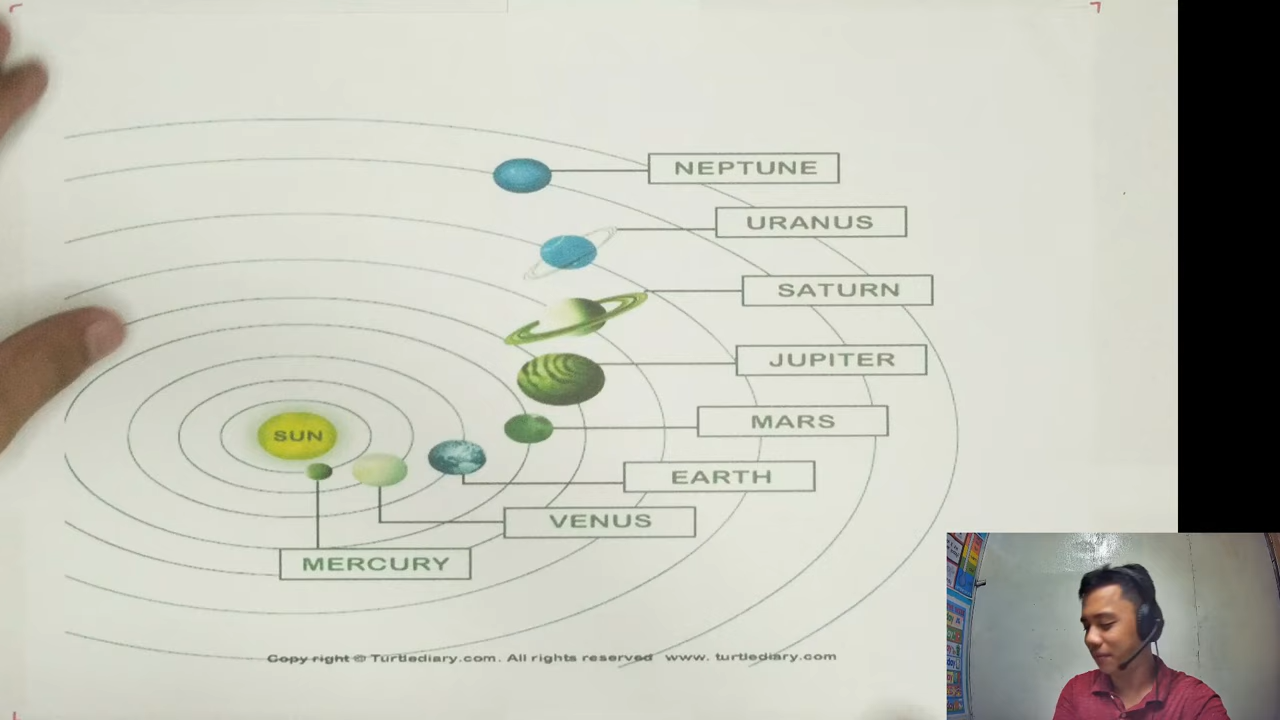 NEPTUNE
URANUS
SATURN
JUPITER
MARS
SUN
EARTH
VENUS
MERCURY
Copy right @ Turtlediary.com. All rights reserved www. turtlediary.com